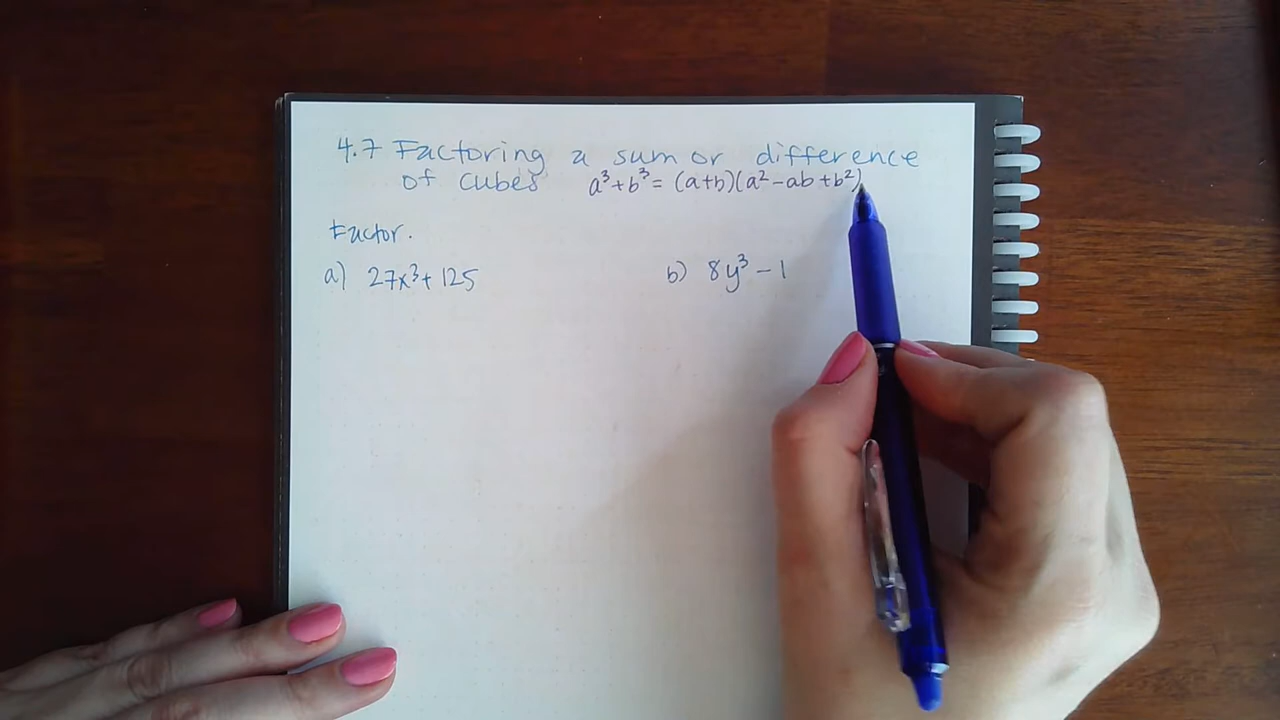 4.7 Factoring a sum or difference
of cubes a³+b³= (a+b)(a²-ab+b²)
Factor.
a) 27x³+125 b) 8y³-1